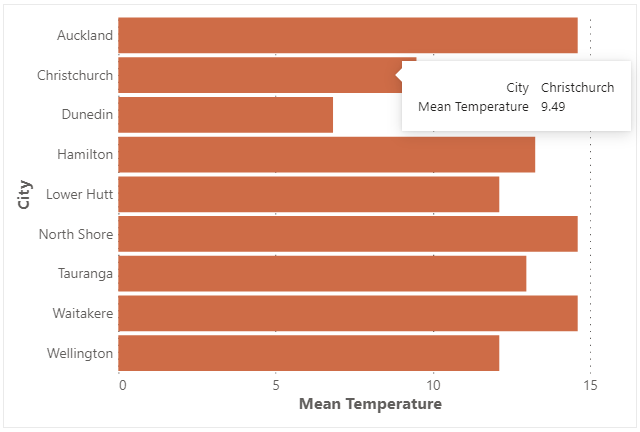 Auckland
Christchurch
City Christchurch
Mean Temperature 9.49
Dunedin
Hamilton
Lower Hutt
North Shore
Tauranga
Waitakere
Wellington
City
0 5 10 15
Mean Temperature